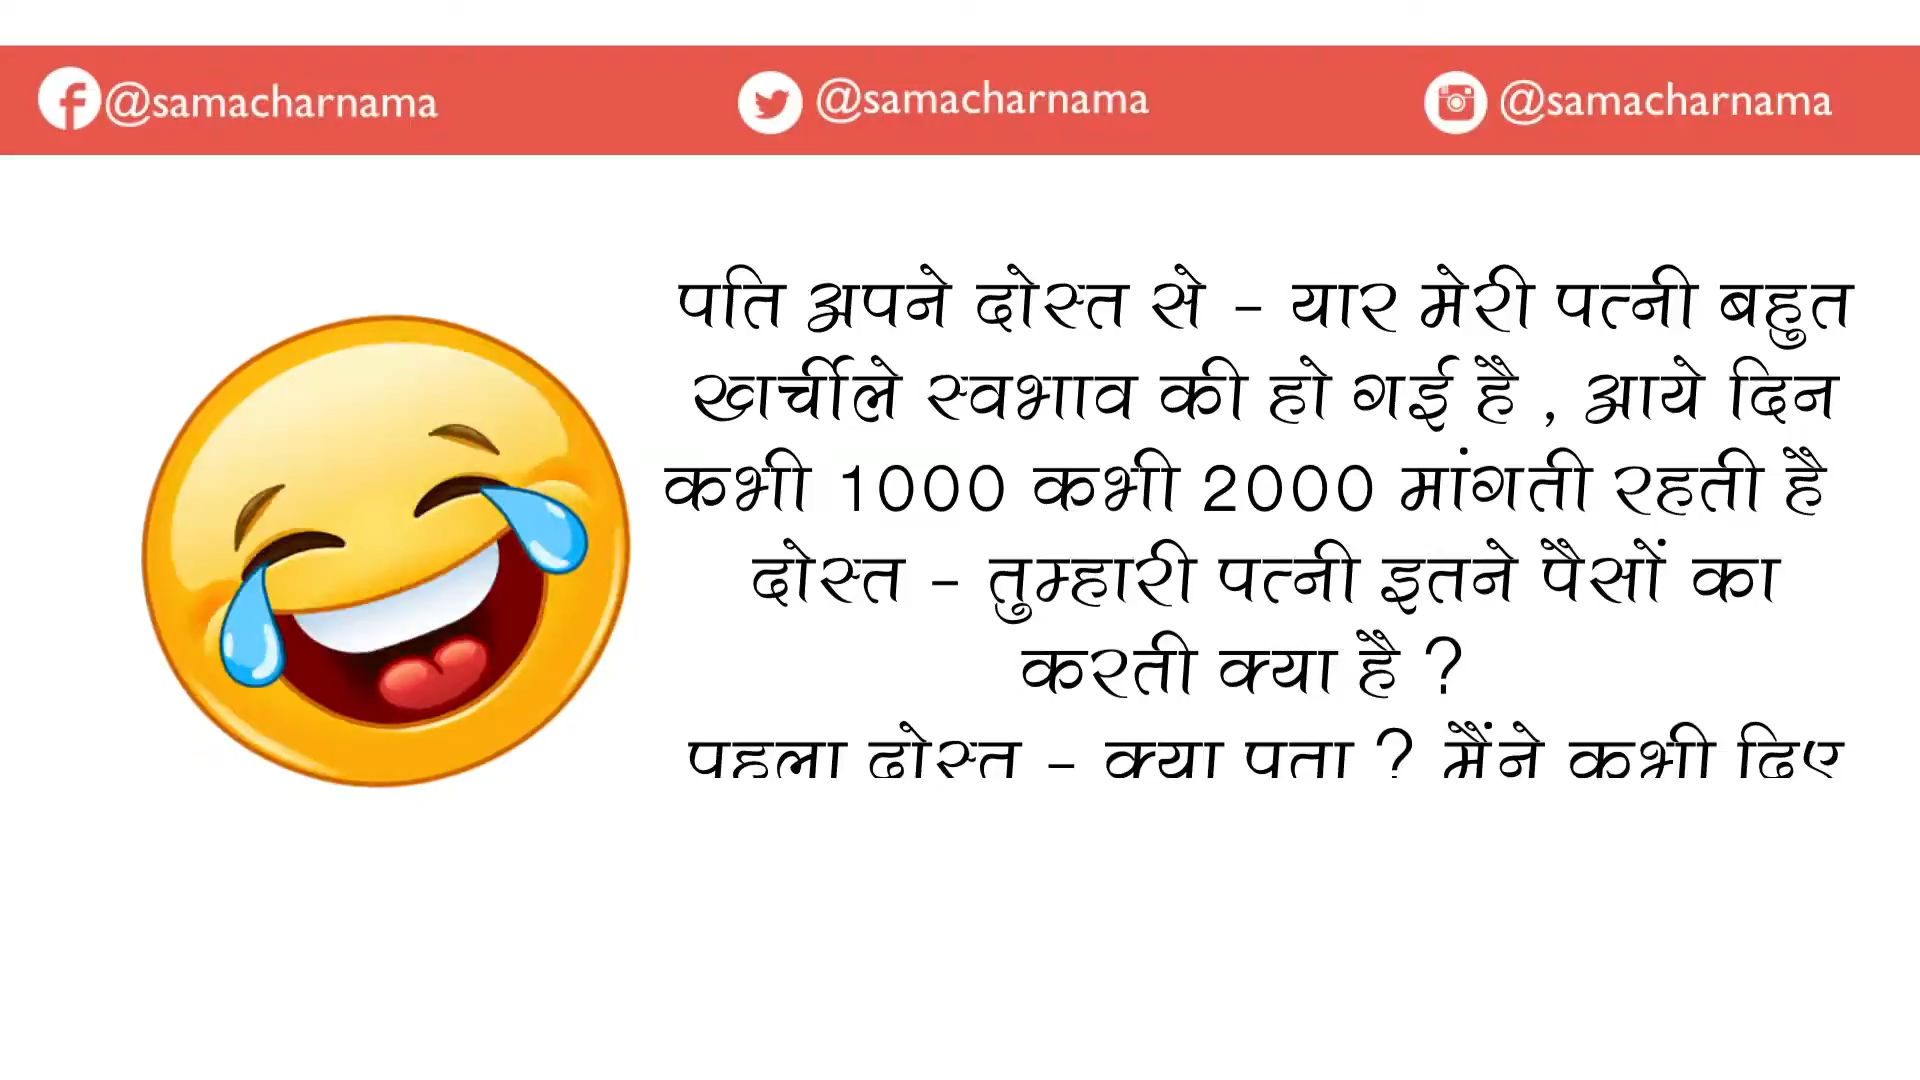 @samacharnama
@samacharnama
@samacharnama
पति अपने दोस्त से - यार मेरी पत्नी बहुत
खर्चीले स्वभाव की हो गई है , आये दिन
कभी 1000 कभी 2000 मांगती रहती है
दोस्त - तुम्हारी पत्नी इतने पैसों का
करती क्या है ?
पहला दोस्त - क्या पता ? मैंने कभी दिए